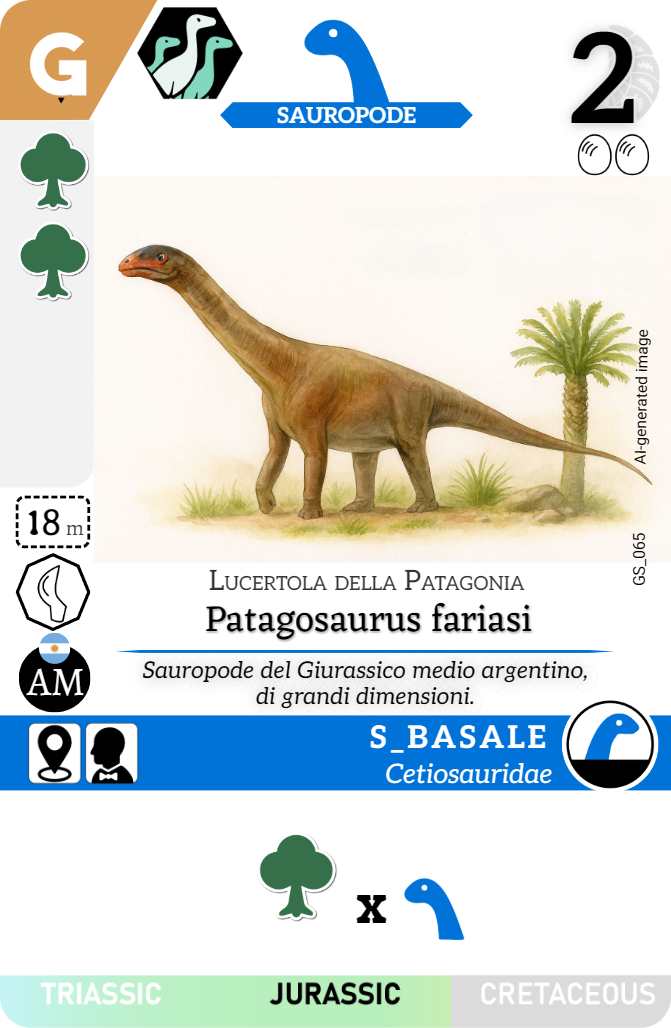 G
SAUROPODE
2
AI-generated image
18 m
GS_065
Lucertola della Patagonia
Patagosaurus fariasi
AM
Sauropode del Giurassico medio argentino,
di grandi dimensioni.
S_BASALE
Cetiosauridae
x
TRIASSIC JURASSIC CRETACEOUS